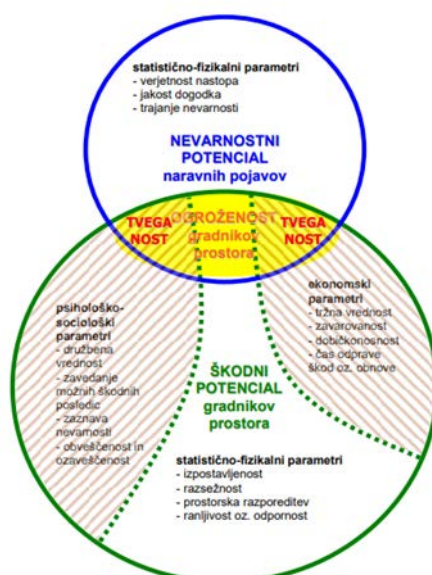 statistično-fizikalni parametri
- verjetnost nastopa
- jakost dogodka
- trajanje nevarnosti
NEVARNOSTNI
POTENCIAL
naravnih pojavov
OGROŽENOST
gradnikov
prostora
TVEGA
NOST
TVEGA
NOST
psihološko-
sociološki
parametri
- družbena
vrednost
- zavedanje
možnih škodnih
posledic
- zaznava
nevarnosti
- obveščenost in
ozaveščenost
ekonomski
parametri
- tržna vrednost
- zavarovanost
- dobičkonosnost
- čas odprave
škod oz. obnove
ŠKODNI
POTENCIAL
gradnikov
prostora
statistično-fizikalni parametri
- izpostavljenost
- razsežnost
- prostorska razporeditev
- ranljivost oz. odpornost